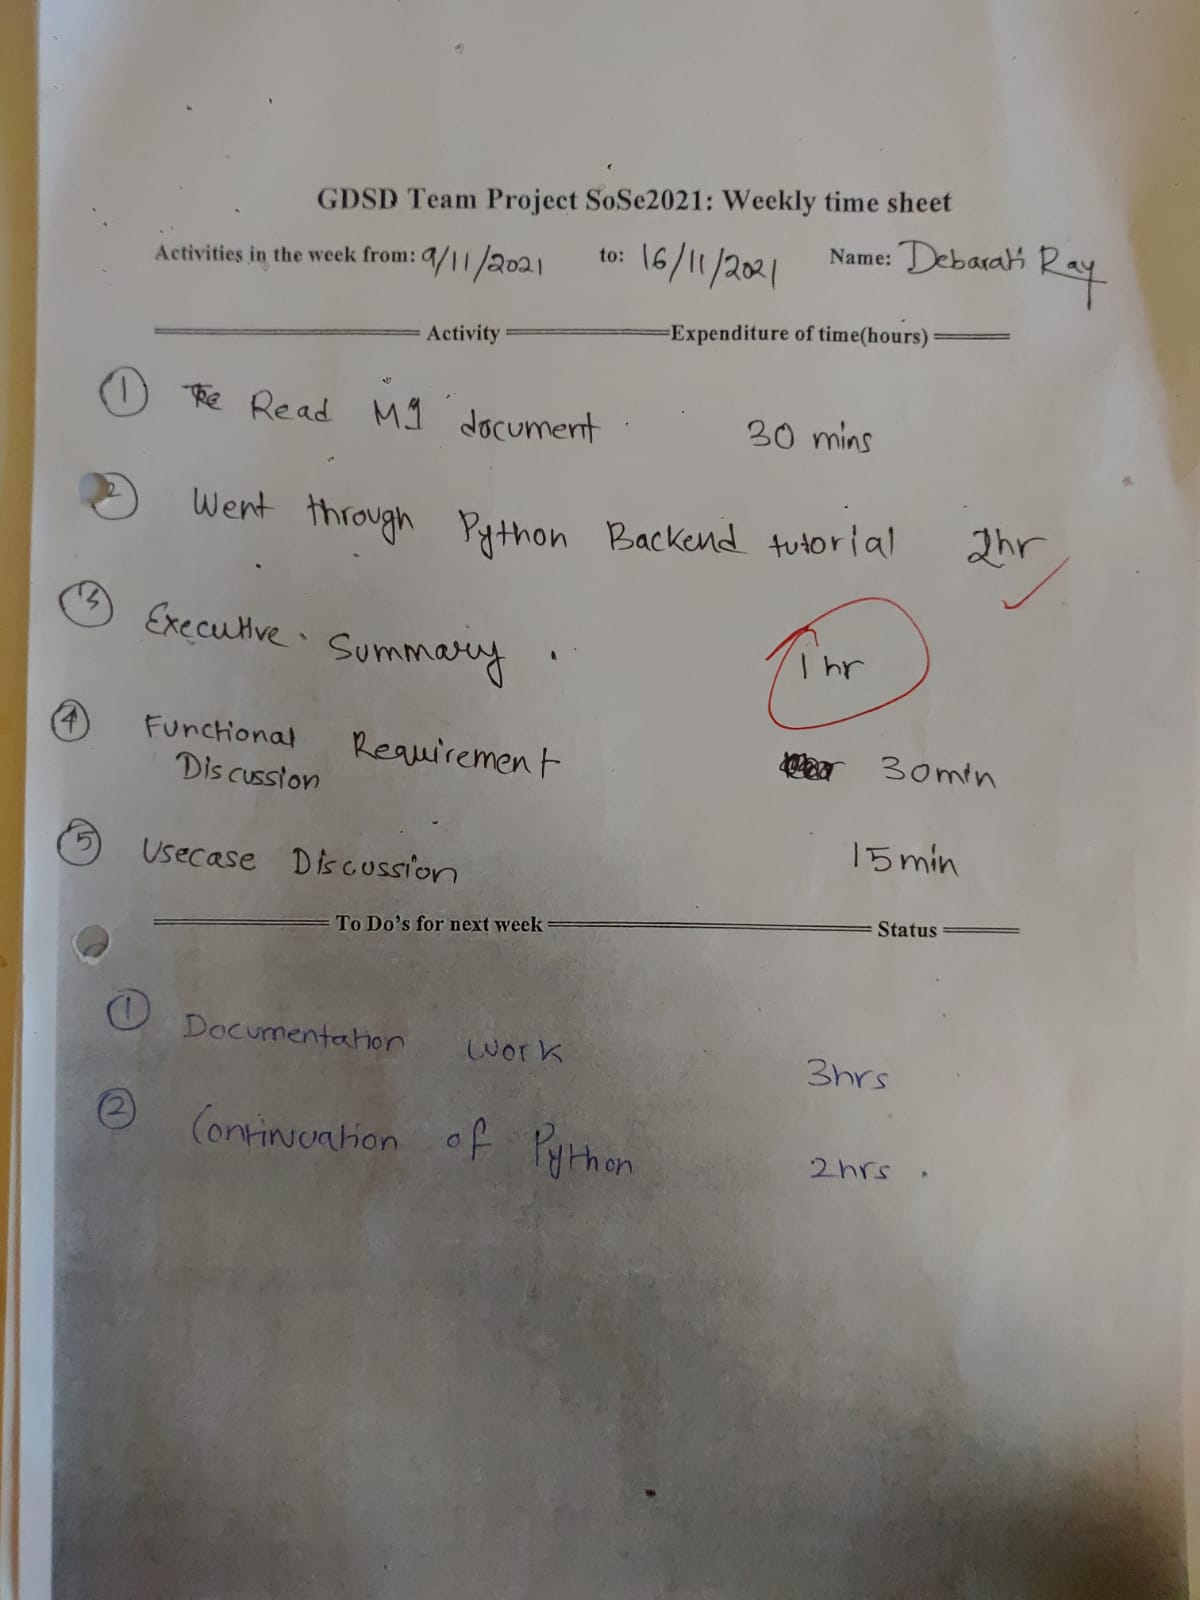 GDSD Team Project SoSe2021: Weekly time sheet
Activities in the week from: 9/11/2021 to: 16/11/2021 Name: Debarati Ray
Activity Expenditure of time(hours)
① Read M1 document 30 mins
② Went through Python Backend tutorial 2hr
③ Executive Summary. 1 hr
④ Functional Requirement 30min
Discussion
⑤ Usecase Discussion 15min
To Do's for next week Status
① Documentation work 3hrs
② Continuation of Python 2hrs.